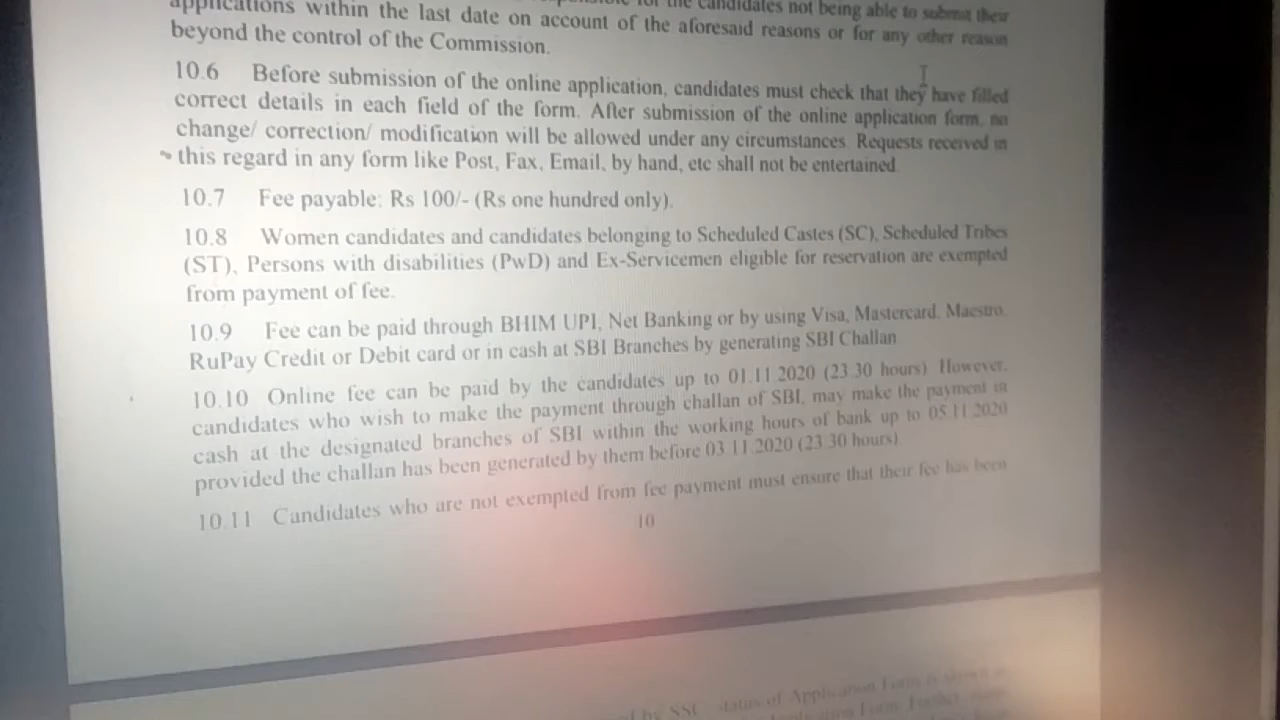 applications within the last date on account of the aforesaid reasons or for any other reason
beyond the control of the Commission.
10.6 Before submission of the online application, candidates must check that they have filled
correct details in each field of the form. After submission of the online application form, no
change/ correction/ modification will be allowed under any circumstances. Requests received in
this regard in any form like Post, Fax, Email, by hand, etc shall not be entertained.
10.7 Fee payable: Rs 100/- (Rs one hundred only).
10.8 Women candidates and candidates belonging to Scheduled Castes (SC), Scheduled Tribes
(ST), Persons with disabilities (PwD) and Ex-Servicemen eligible for reservation are exempted
from payment of fee.
10.9 Fee can be paid through BHIM UPI, Net Banking or by using Visa, Mastercard, Maestro,
RuPay Credit or Debit card or in cash at SBI Branches by generating SBI Challan
10.10 Online fee can be paid by the candidates up to 01.11.2020 (23.30 hours). However,
candidates who wish to make the payment through challan of SBI, may make the payment in
cash at the designated branches of SBI within the working hours of bank up to 05.11.2020
provided the challan has been generated by them before 03.11.2020 (23.30 hours).
10.11 Candidates who are not exempted from fee payment must ensure that their fee has been
10
by SSC status of Application Form is shown